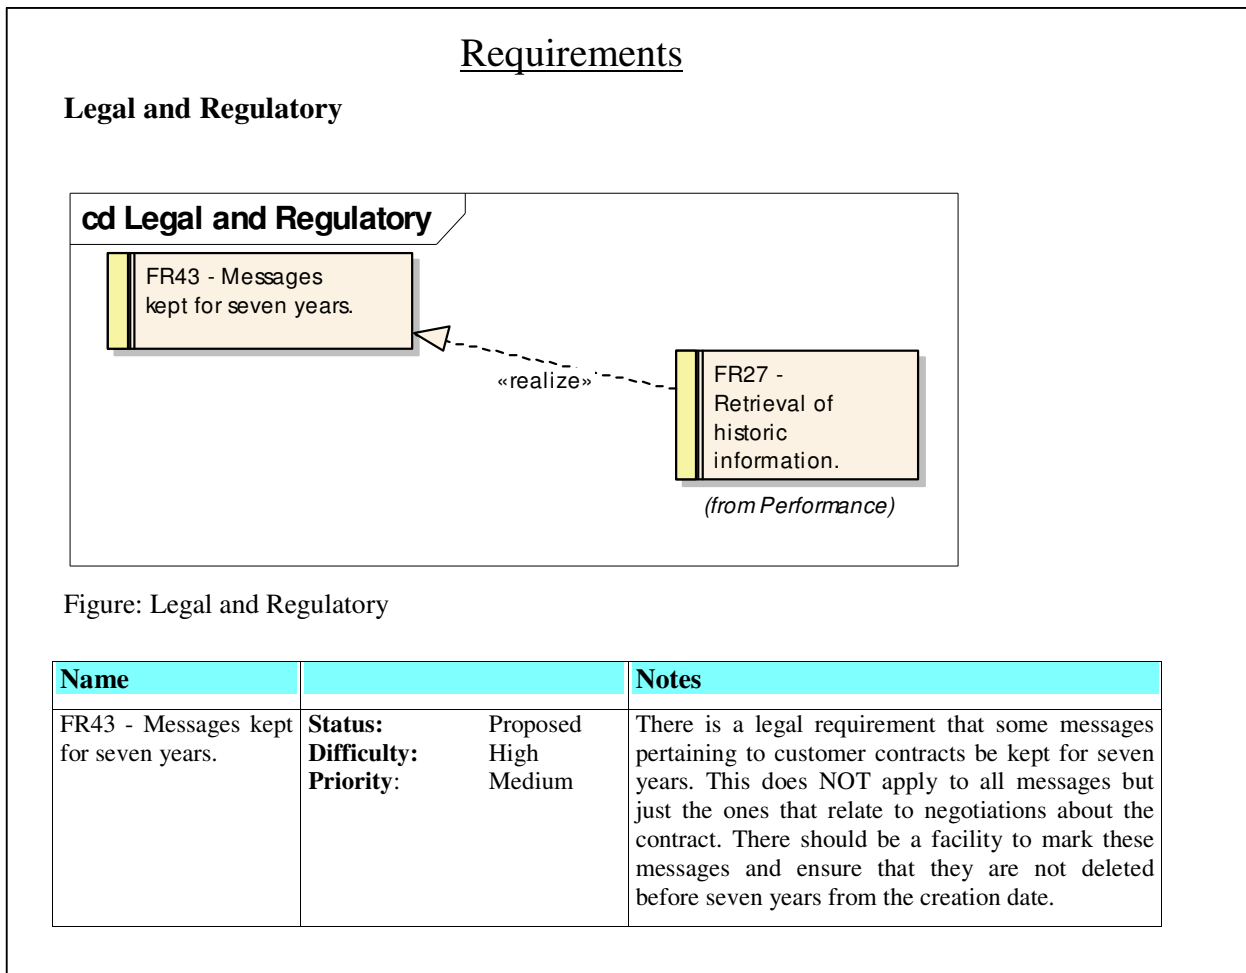 Requirements
Legal and Regulatory
cd Legal and Regulatory
FR43 - Messages
kept for seven years.
«realize»
FR27 -
Retrieval of
historic
information.
(from Performance)
Figure: Legal and Regulatory
Name Notes
FR43 - Messages kept
for seven years.
Status: Proposed
Difficulty: High
Priority: Medium
There is a legal requirement that some messages
pertaining to customer contracts be kept for seven
years. This does NOT apply to all messages but
just the ones that relate to negotiations about the
contract. There should be a facility to mark these
messages and ensure that they are not deleted
before seven years from the creation date.